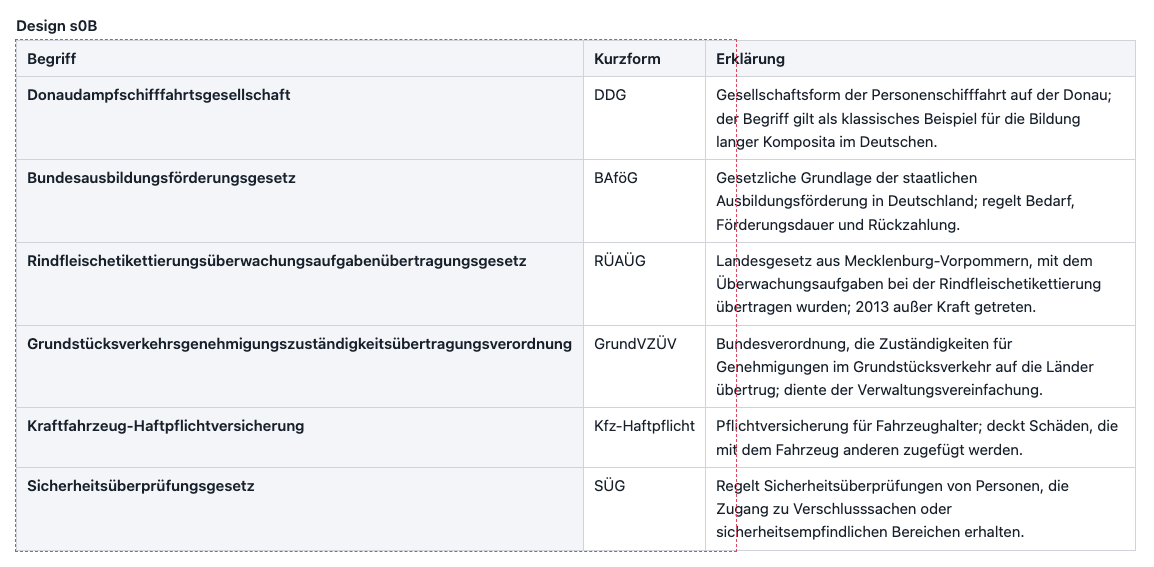 Design s0B
Begriff Kurzform Erklärung
Donaudampfschifffahrtsgesellschaft DDG Gesellschaftsform der Personenschifffahrt auf der Donau;
der Begriff gilt als klassisches Beispiel für die Bildung
langer Komposita im Deutschen.
Bundesausbildungsförderungsgesetz BAföG Gesetzliche Grundlage der staatlichen
Ausbildungsförderung in Deutschland; regelt Bedarf,
Förderungsdauer und Rückzahlung.
Rindfleischetikettierungsüberwachungsaufgabenübertragungsgesetz RÜAÜG Landesgesetz aus Mecklenburg-Vorpommern, mit dem
Überwachungsaufgaben bei der Rindfleischetikettierung
übertragen wurden; 2013 außer Kraft getreten.
Grundstücksverkehrsgenehmigungszuständigkeitsübertragungsverordnung GrundVZÜV Bundesverordnung, die Zuständigkeiten für
Genehmigungen im Grundstücksverkehr auf die Länder
übertrug; diente der Verwaltungsvereinfachung.
Kraftfahrzeug-Haftpflichtversicherung Kfz-Haftpflicht Pflichtversicherung für Fahrzeughalter; deckt Schäden, die
mit dem Fahrzeug anderen zugefügt werden.
Sicherheitsüberprüfungsgesetz SÜG Regelt Sicherheitsüberprüfungen von Personen, die
Zugang zu Verschlusssachen oder
sicherheitsempfindlichen Bereichen erhalten.